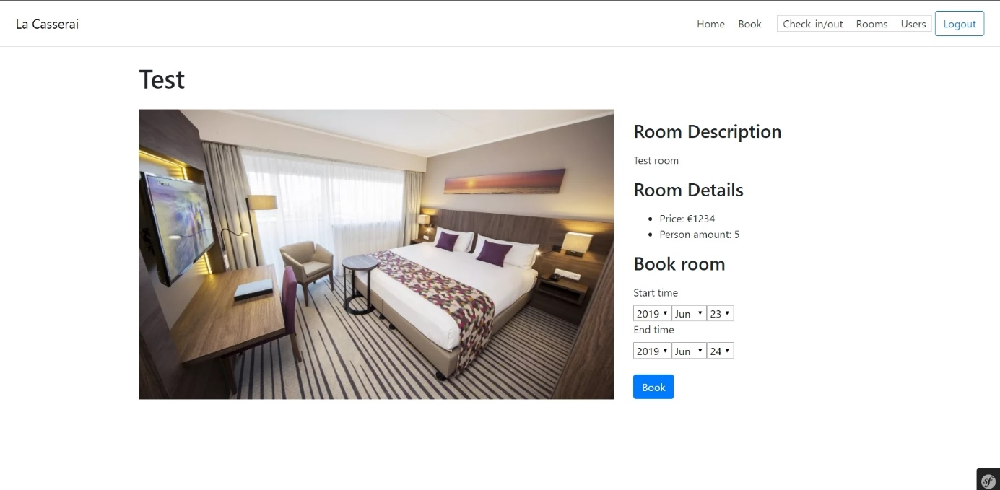 La Casserai
Home Book Check-in/out Rooms Users Logout
Test
Room Description
Test room
Room Details
• Price: €1234
• Person amount: 5
Book room
Start time
2019 Jun 23
End time
2019 Jun 24
Book
sf